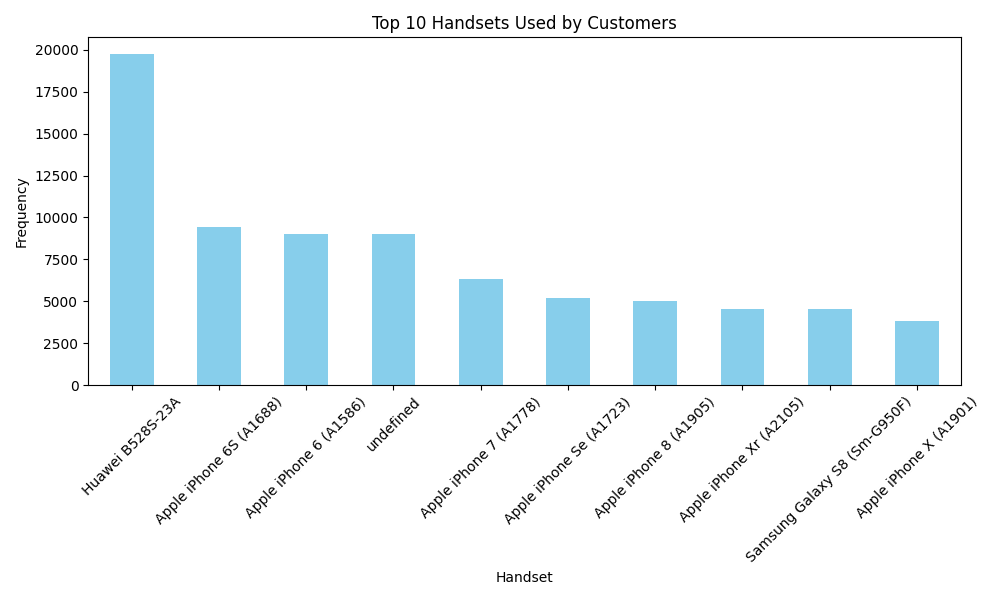 Top 10 Handsets Used by Customers
Frequency
20000
17500
15000
12500
10000
7500
5000
2500
0
Huawei B528S-23A
Apple iPhone 6S (A1688)
Apple iPhone 6 (A1586)
undefined
Apple iPhone 7 (A1778)
Apple iPhone Se (A1723)
Apple iPhone 8 (A1905)
Apple iPhone Xr (A2105)
Samsung Galaxy S8 (Sm-G950F)
Apple iPhone X (A1901)
Handset